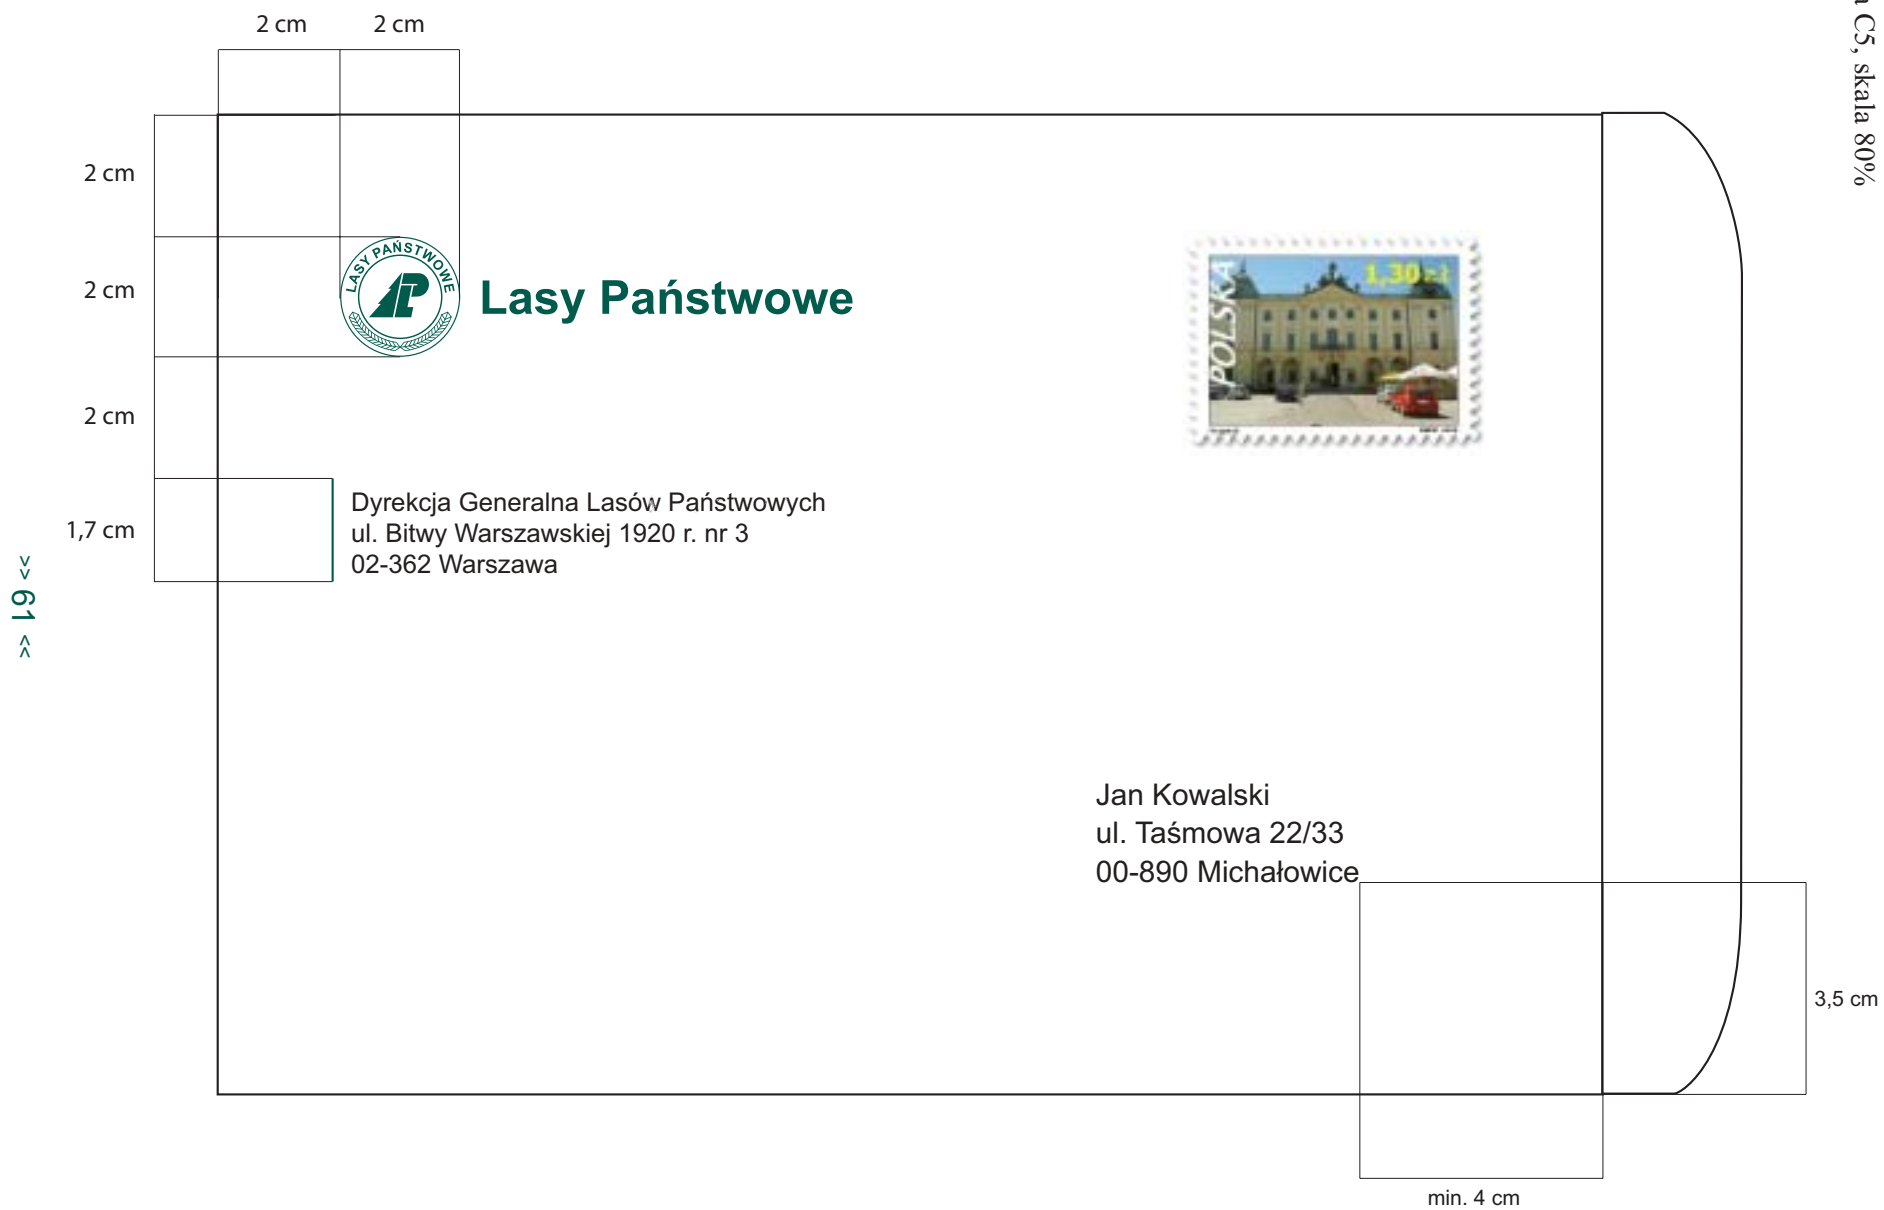 2 cm 2 cm
C5, skala 80%
2 cm
LASY PAŃSTWOWE
2 cm
Lasy Państwowe
POLSKA
1,30 zł
2 cm
1,7 cm
Dyrekcja Generalna Lasów Państwowych
ul. Bitwy Warszawskiej 1920 r. nr 3
02-362 Warszawa
>> 61 <<
Jan Kowalski
ul. Taśmowa 22/33
00-890 Michałowice
3,5 cm
min. 4 cm